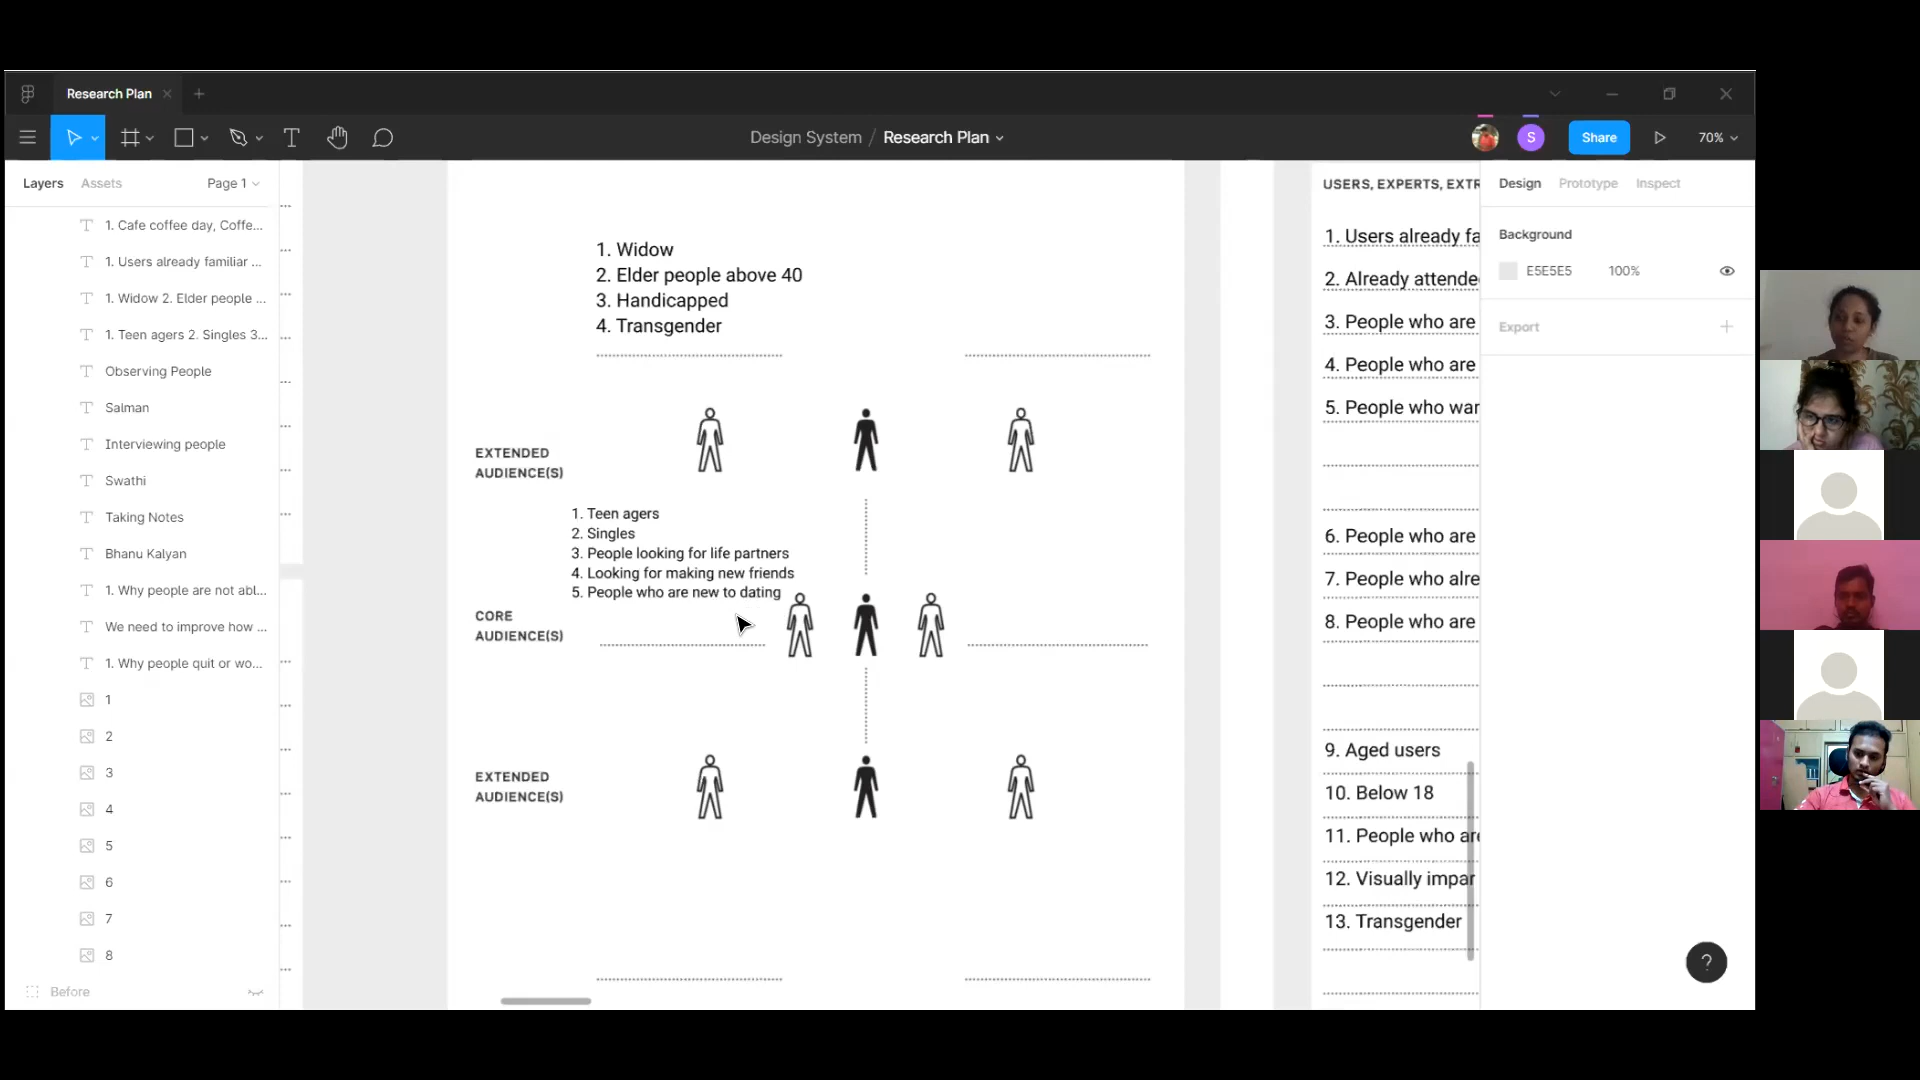 Research Plan
Design System / Research Plan
S
Share
70%
Layers
Assets
Page 1
1. Cafe coffee day, Coffe...
1. Users already familiar ...
1. Widow 2. Elder people ...
1. Teen agers 2. Singles 3...
Observing People
Salman
Interviewing people
Swathi
Taking Notes
Bhanu Kalyan
1. Why people are not abl...
We need to improve how ...
1. Why people quit or wo...
1
2
3
4
5
6
7
8
Before
1. Widow
2. Elder people above 40
3. Handicapped
4. Transgender
EXTENDED
AUDIENCE(S)
1. Teen agers
2. Singles
3. People looking for life partners
4. Looking for making new friends
5. People who are new to dating
CORE
AUDIENCE(S)
EXTENDED
AUDIENCE(S)
USERS, EXPERTS, EXTR
1. Users already fa
2. Already attende
3. People who are
4. People who are
5. People who wan
6. People who are
7. People who alre
8. People who are
9. Aged users
10. Below 18
11. People who are
12. Visually impar
13. Transgender
Design
Prototype
Inspect
Background
E5E5E5
100%
Export
?